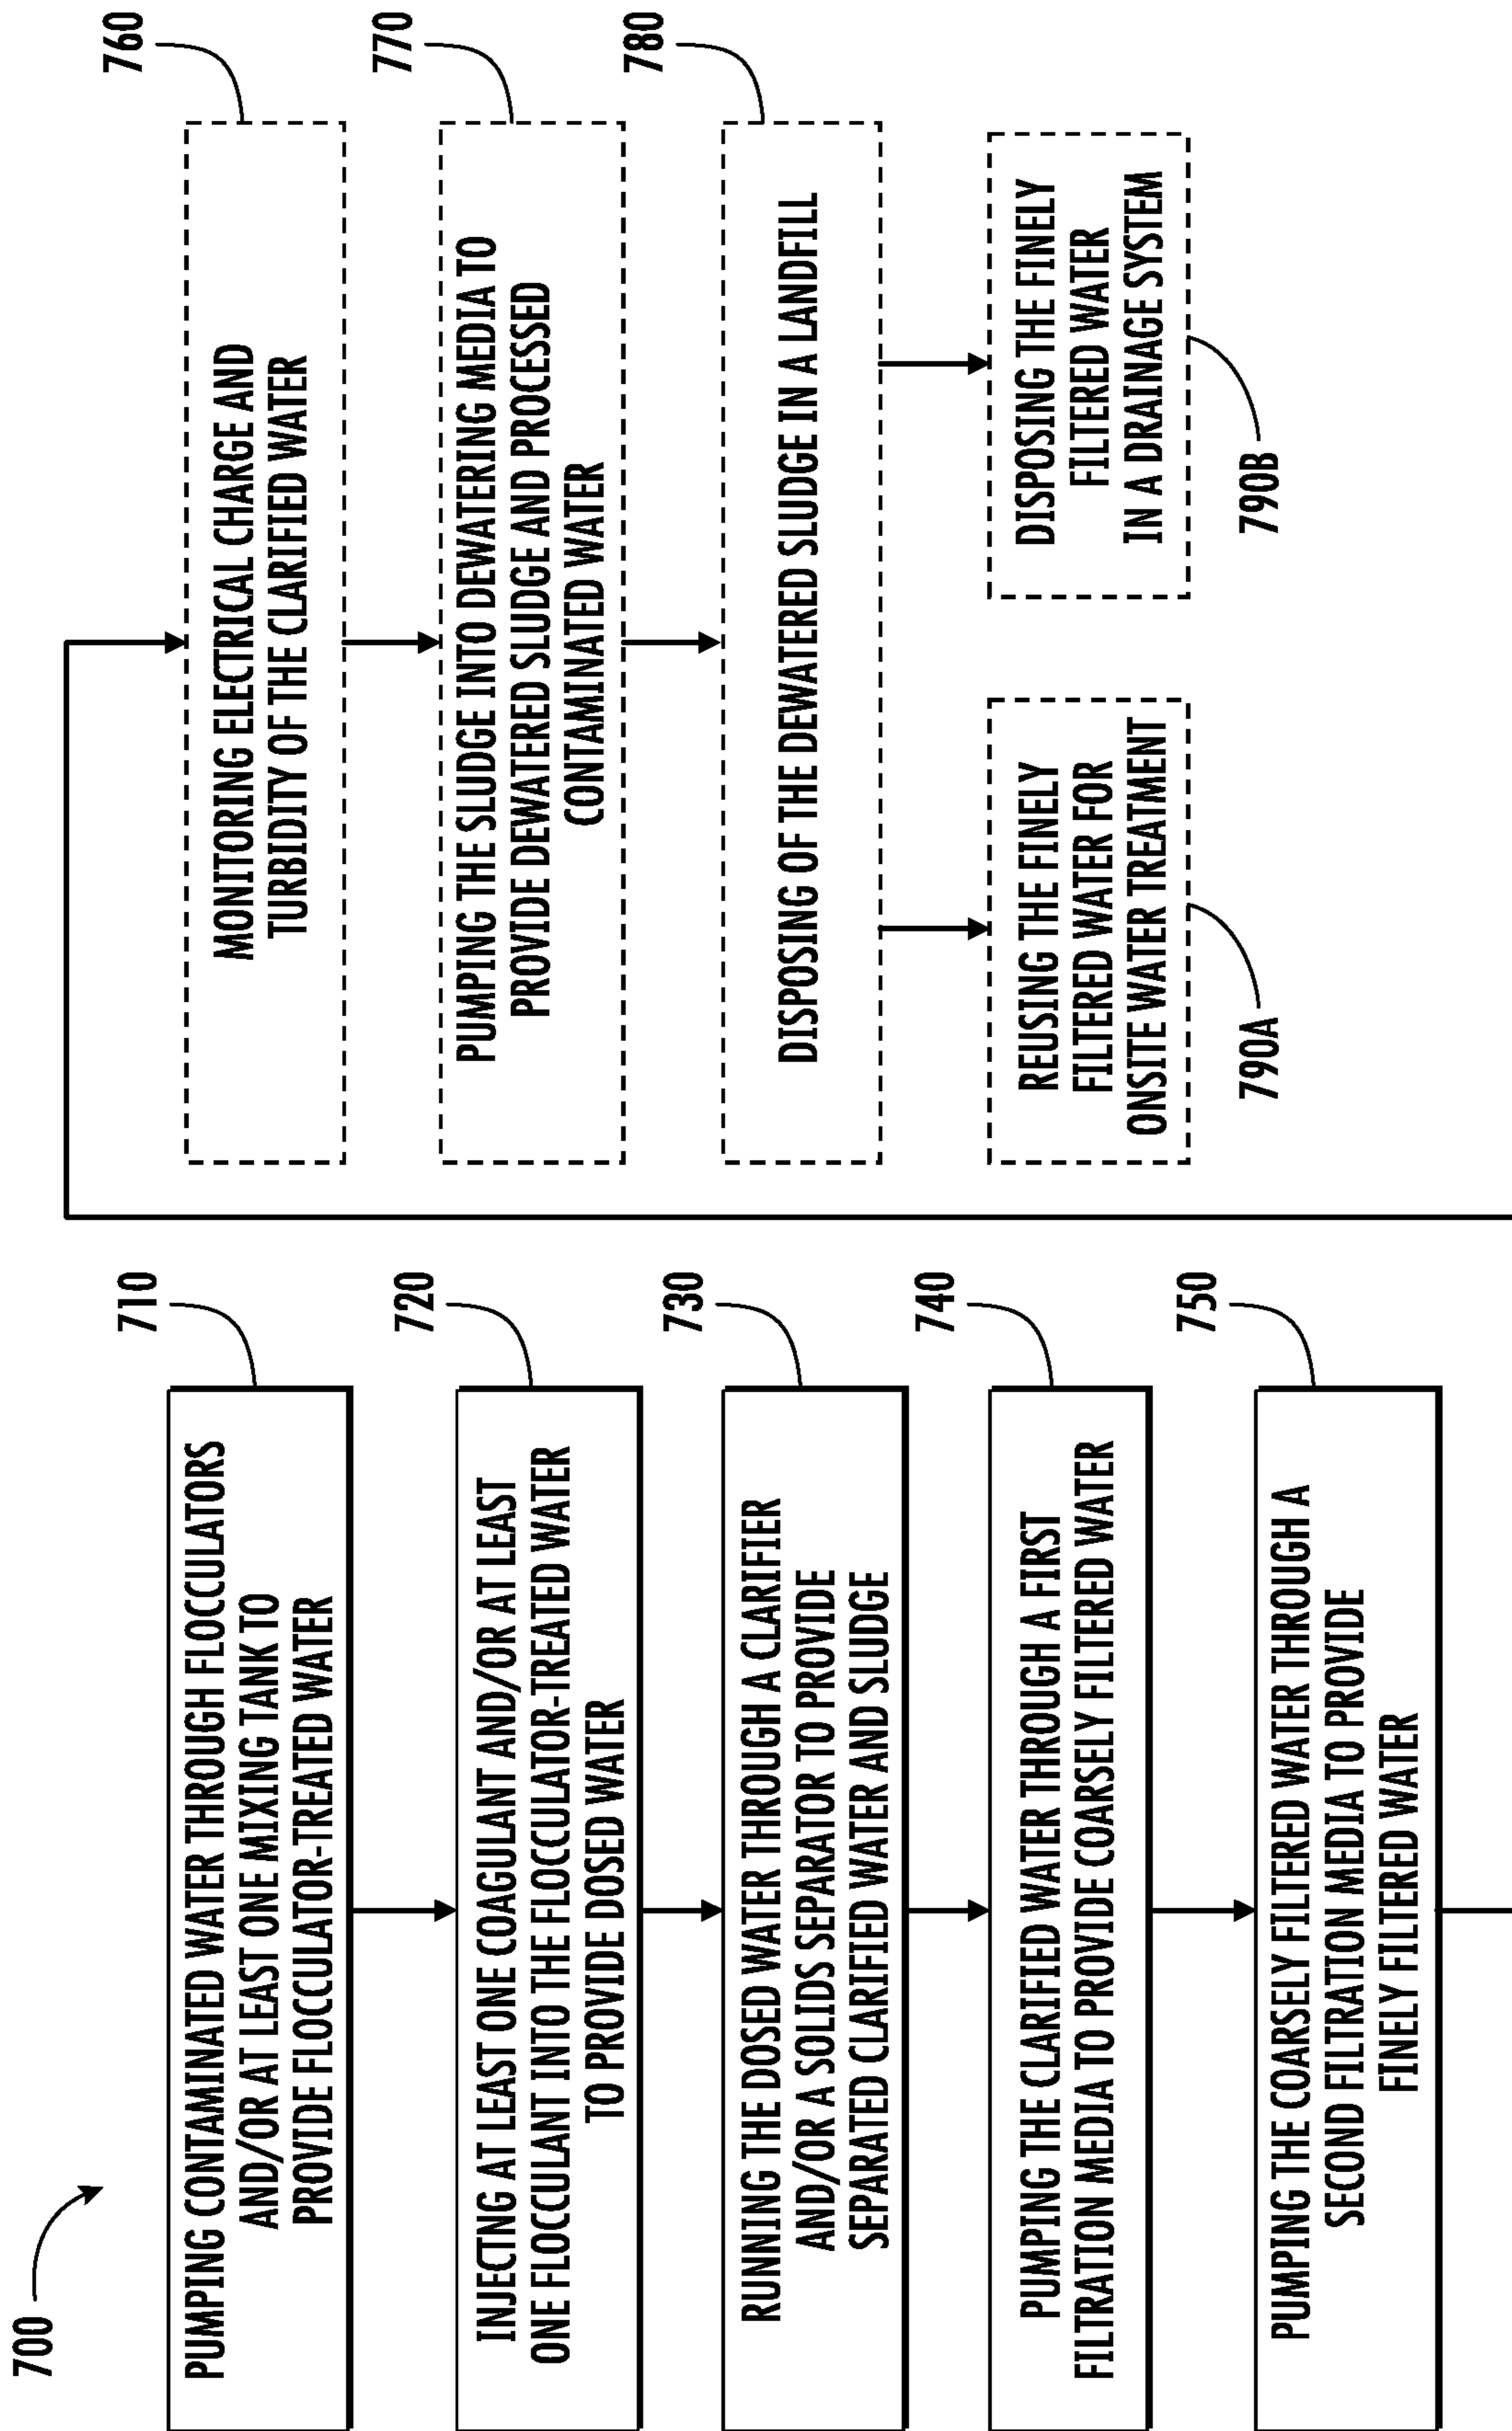 700
710
PUMPING CONTAMINATED WATER THROUGH FLOCCULATORS
AND/OR AT LEAST ONE MIXING TANK TO
PROVIDE FLOCCULATOR-TREATED WATER
720
INJECTING AT LEAST ONE COAGULANT AND/OR AT LEAST
ONE FLOCCULANT INTO THE FLOCCULATOR-TREATED WATER
TO PROVIDE DOSED WATER
730
RUNNING THE DOSED WATER THROUGH A CLARIFIER
AND/OR A SOLIDS SEPARATOR TO PROVIDE
SEPARATED CLARIFIED WATER AND SLUDGE
740
PUMPING THE CLARIFIED WATER THROUGH A FIRST
FILTRATION MEDIA TO PROVIDE COARSELY FILTERED WATER
750
PUMPING THE COARSELY FILTERED WATER THROUGH A
SECOND FILTRATION MEDIA TO PROVIDE
FINELY FILTERED WATER
760
MONITORING ELECTRICAL CHARGE AND
TURBIDITY OF THE CLARIFIED WATER
770
PUMPING THE SLUDGE INTO DEWATERING MEDIA TO
PROVIDE DEWATERED SLUDGE AND PROCESSED
CONTAMINATED WATER
780
DISPOSING OF THE DEWATERED SLUDGE IN A LANDFILL
REUSING THE FINELY
FILTERED WATER FOR
ONSITE WATER TREATMENT
790A
DISPOSING THE FINELY
FILTERED WATER
IN A DRAINAGE SYSTEM
790B